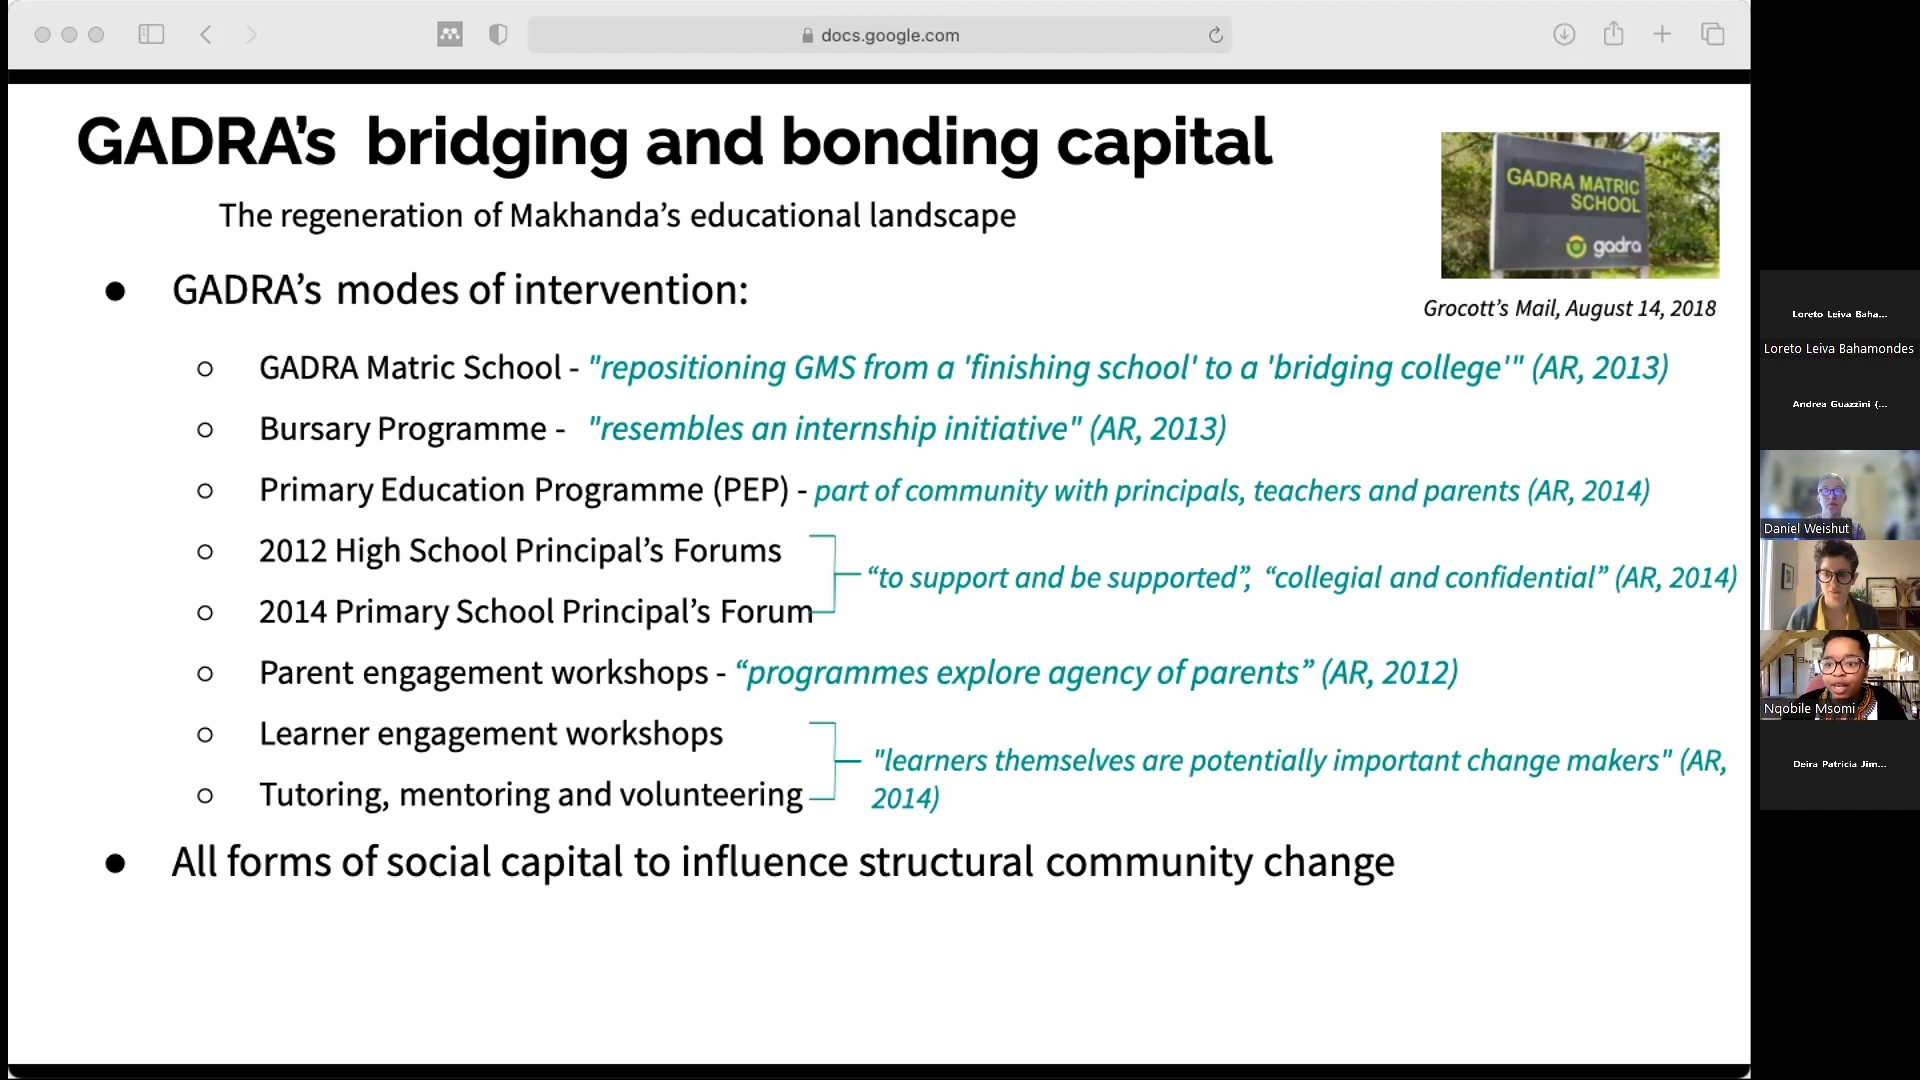 docs.google.com
GADRA's bridging and bonding capital
The regeneration of Makhanda's educational landscape
GADRA MATRIC
SCHOOL
gadra
Grocott's Mail, August 14, 2018
● GADRA's modes of intervention:
○ GADRA Matric School - "repositioning GMS from a 'finishing school' to a 'bridging college'" (AR, 2013)
○ Bursary Programme - "resembles an internship initiative" (AR, 2013)
○ Primary Education Programme (PEP) - part of community with principals, teachers and parents (AR, 2014)
○ 2012 High School Principal's Forums
○ 2014 Primary School Principal's Forum
“to support and be supported”, “collegial and confidential” (AR, 2014)
○ Parent engagement workshops - “programmes explore agency of parents” (AR, 2012)
○ Learner engagement workshops
○ Tutoring, mentoring and volunteering
"learners themselves are potentially important change makers" (AR,
2014)
● All forms of social capital to influence structural community change
Loreto Leiva Baha...
Loreto Leiva Bahamondes
Andrea Guazzini (...
Daniel Weishut
Nqobile Msomi
Deira Patricia Jim...